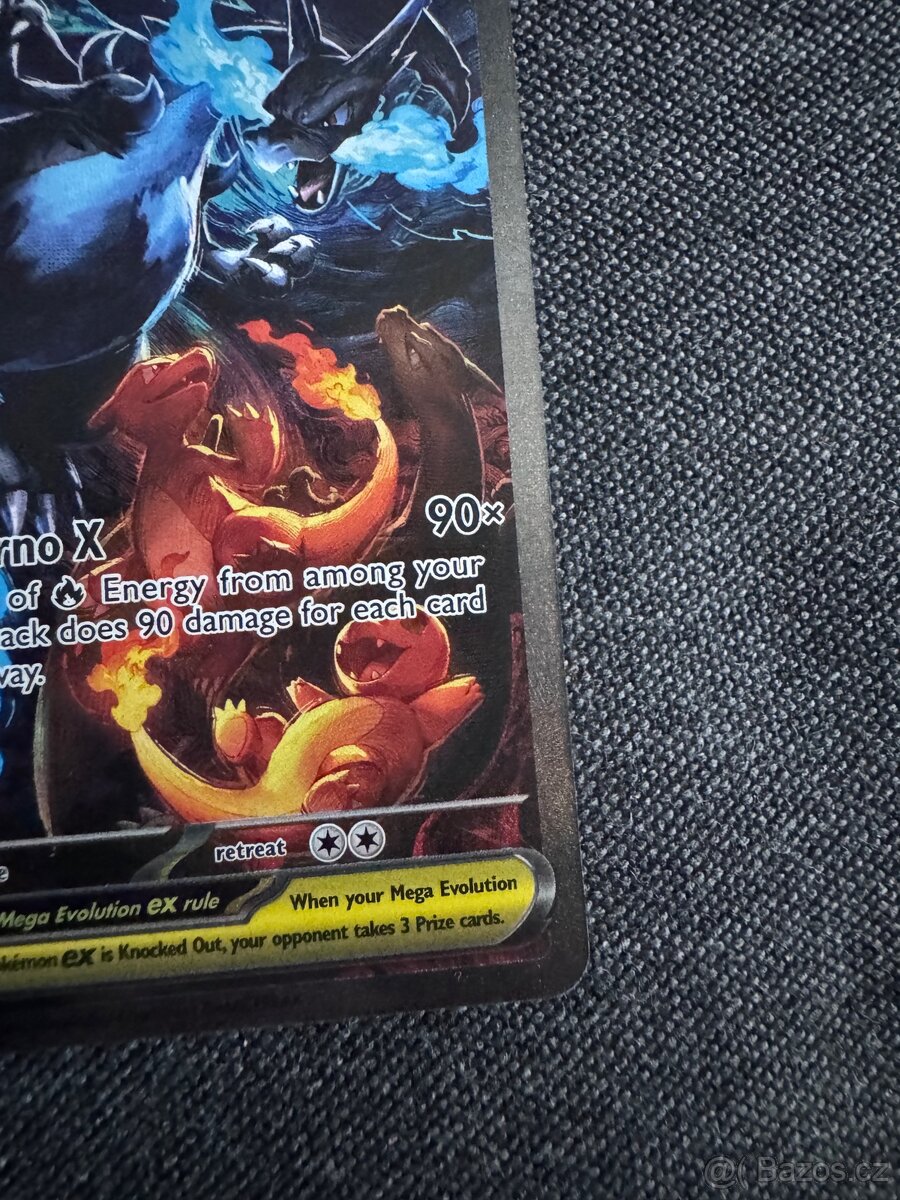 rno X 90×
of Energy from among your
ack does 90 damage for each card
way.
e
retreat
Mega Evolution ex rule When your Mega Evolution
kémon ex is Knocked Out, your opponent takes 3 Prize cards.
@( Bazos.cz